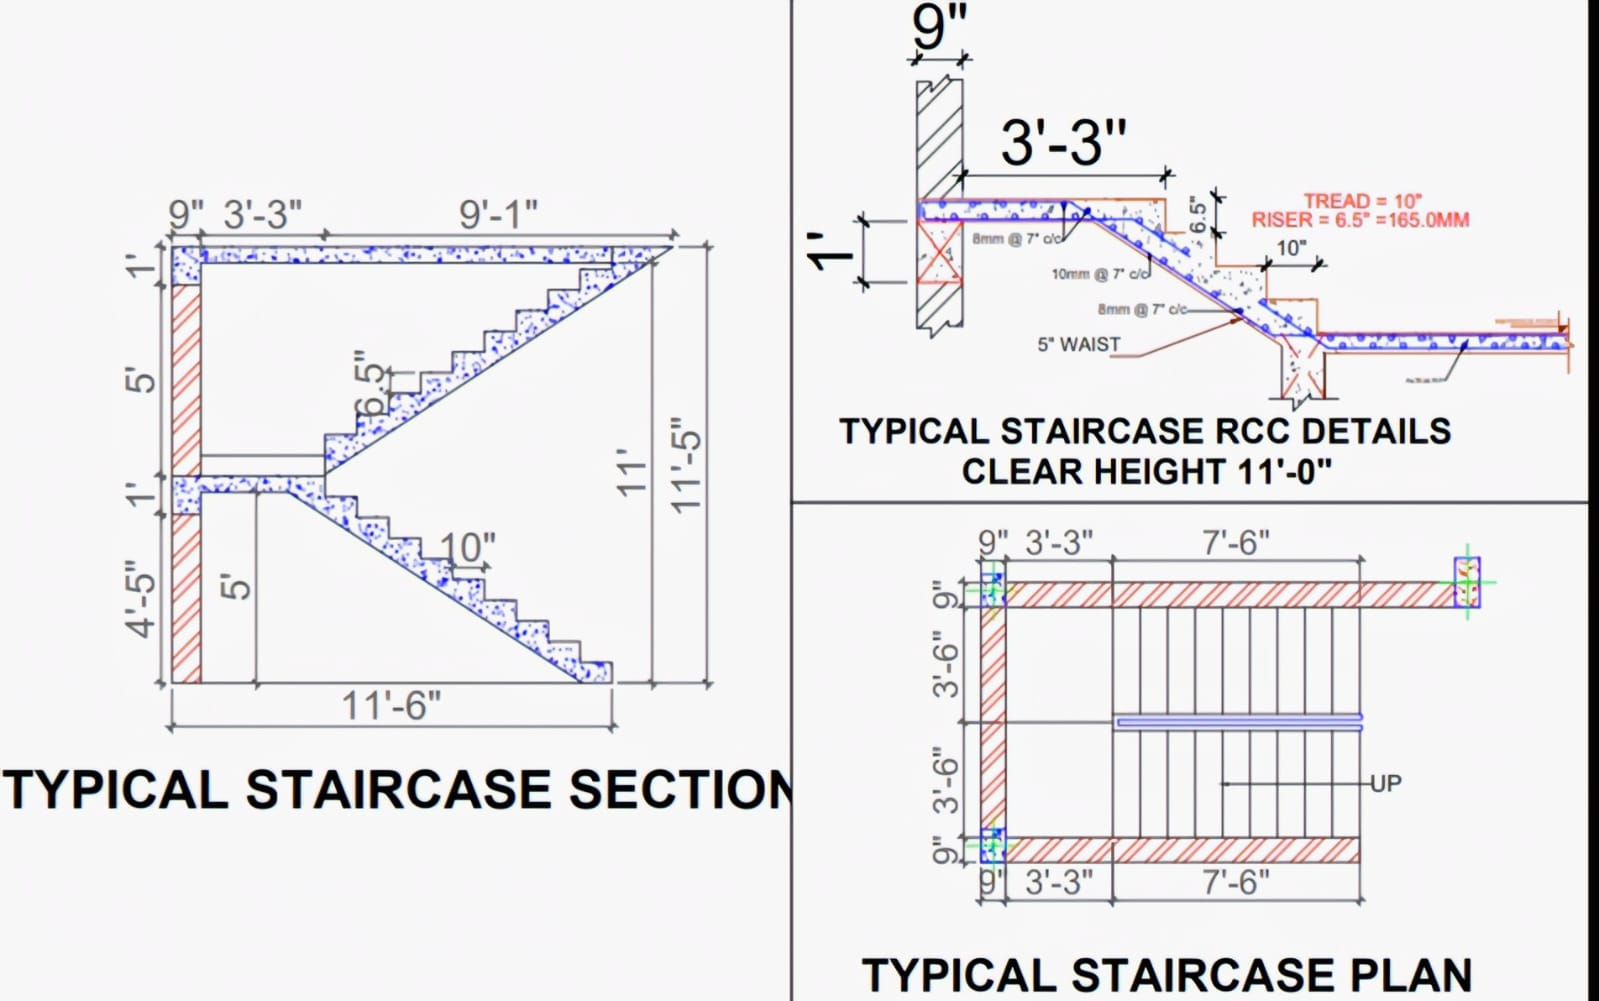 9" 3'-3" 9'-1"
1'
5'
6.5"
1'
11'
11'-5"
10"
4'-5"
5'
11'-6"
TYPICAL STAIRCASE SECTION
9"
3'-3"
1'
6.5"
TREAD = 10"
RISER = 6.5" =165.0MM
10"
8mm @ 7" c/c
10mm @ 7" c/c
8mm @ 7" c/c
5" WAIST
TYPICAL STAIRCASE RCC DETAILS
CLEAR HEIGHT 11'-0"
9" 3'-3" 7'-6"
9"
3'-6"
3'-6"
UP
9"
9" 3'-3" 7'-6"
TYPICAL STAIRCASE PLAN